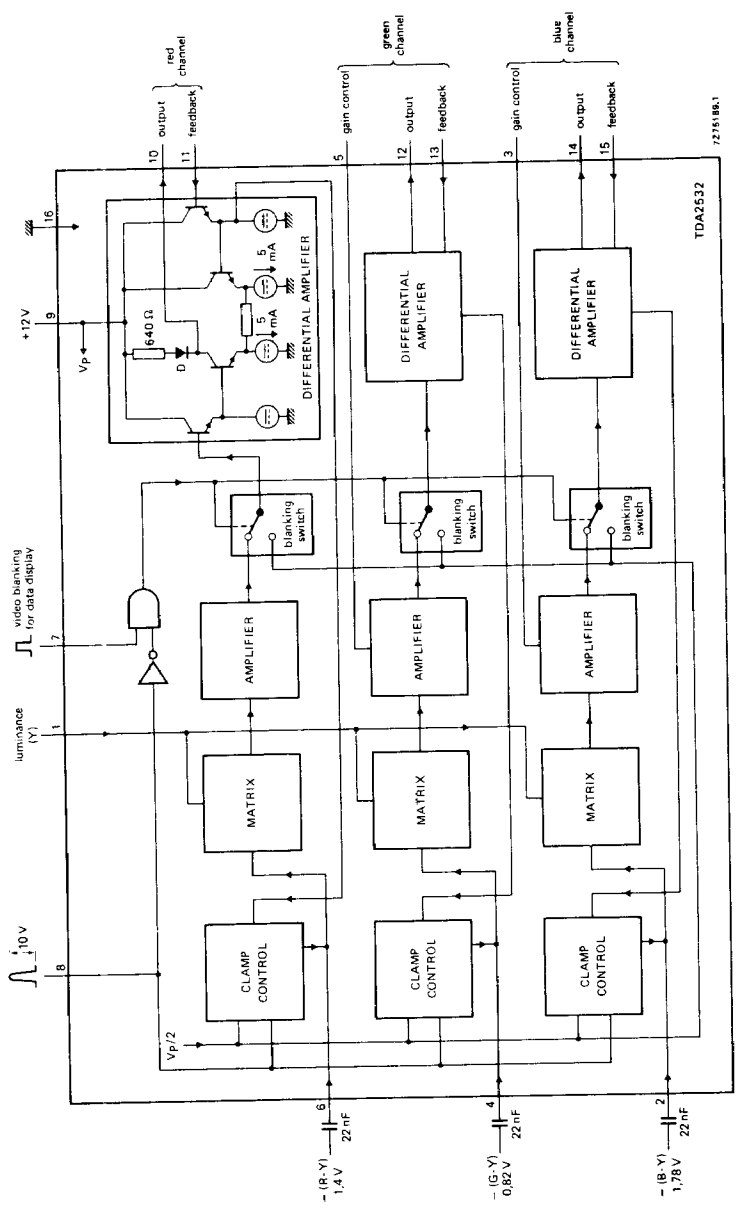 8
10 V
luminance
(Y)
1
7
video blanking
for data display
+12 V
9
16
red
channel
output
feedback
10
11
Vp
640 Ω
D
5
mA
5
mA
DIFFERENTIAL AMPLIFIER
Vp/2
CLAMP
CONTROL
MATRIX
AMPLIFIER
blanking
switch
– (R-Y)
1,4 V
22 nF
6
green
channel
gain control
output
feedback
5
12
13
CLAMP
CONTROL
MATRIX
AMPLIFIER
blanking
switch
DIFFERENTIAL
AMPLIFIER
– (G-Y)
0,82 V
22 nF
4
blue
channel
gain control
output
feedback
3
14
15
CLAMP
CONTROL
MATRIX
AMPLIFIER
blanking
switch
DIFFERENTIAL
AMPLIFIER
– (B-Y)
1,78 V
22 nF
2
TDA2532
7Z75189.1